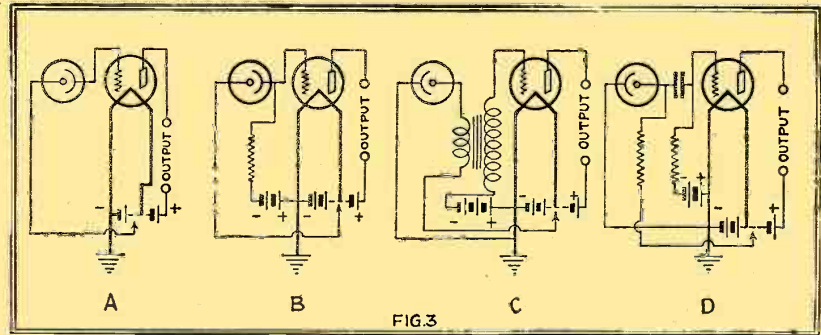 OUTPUT
OUTPUT
OUTPUT
OUTPUT
- +
- + - +
- + - +
- + - +
A B C D
FIG.3